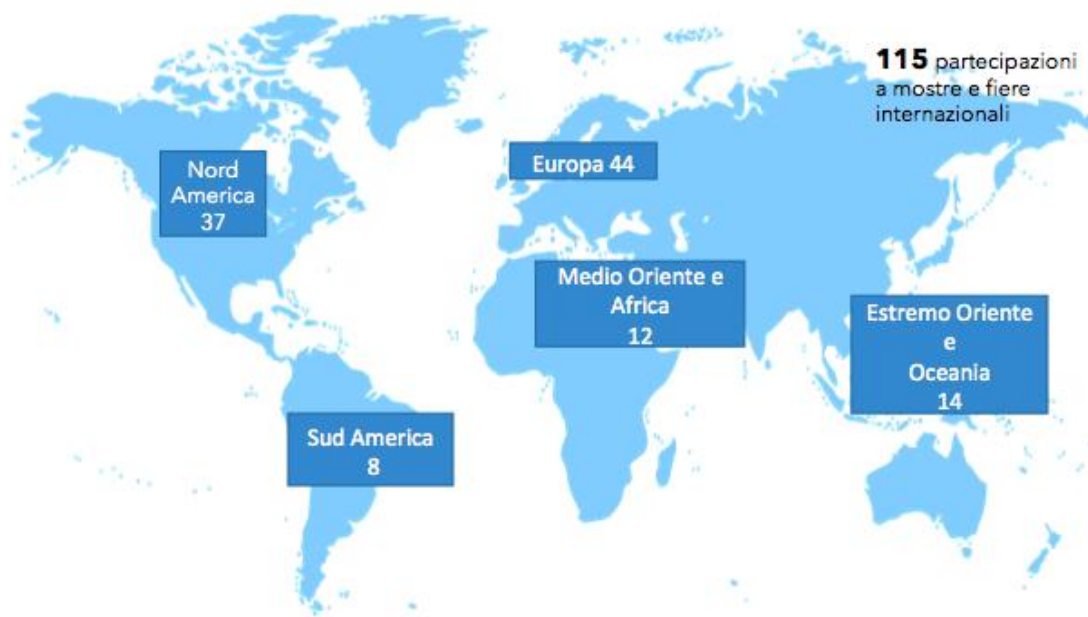 115 partecipazioni
a mostre e fiere
internazionali
Nord
America
37
Europa 44
Medio Oriente e
Africa
12
Estremo Oriente
e
Oceania
14
Sud America
8